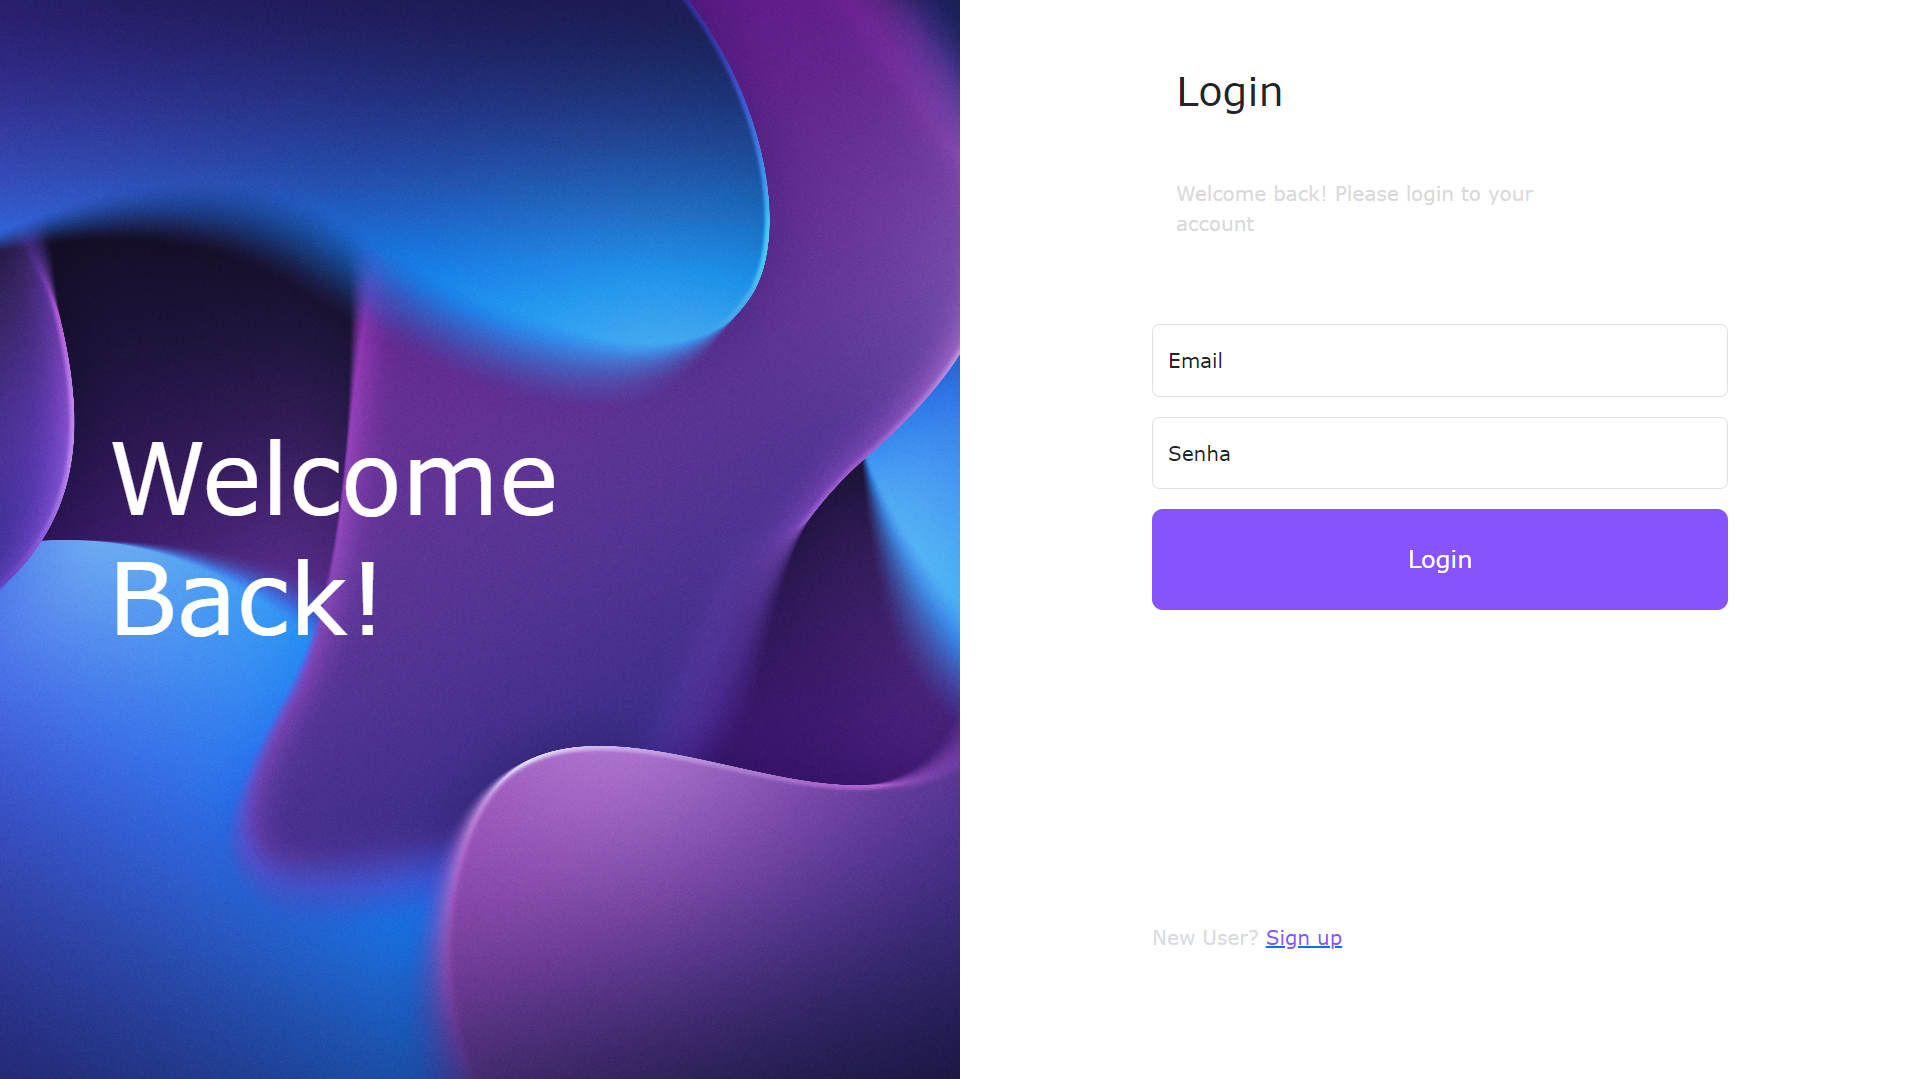 Welcome
Back!
Login
Welcome back! Please login to your
account
Email
Senha
Login
New User? Sign up